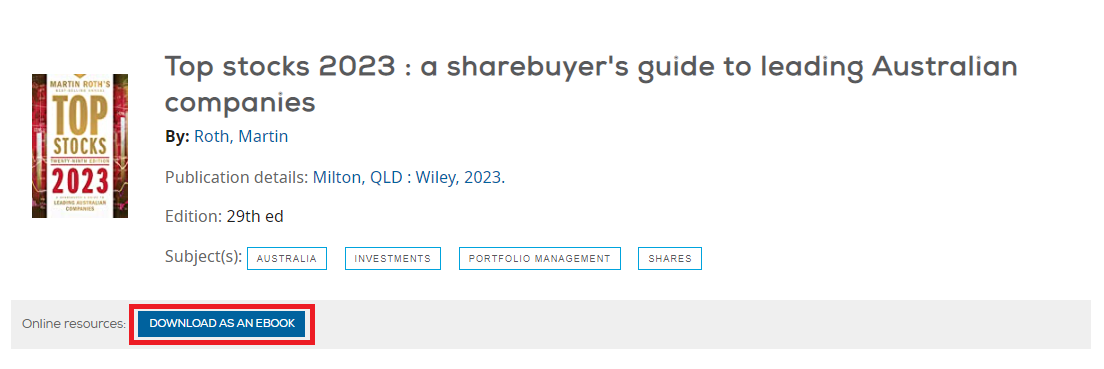 Top stocks 2023 : a sharebuyer's guide to leading Australian
companies
By: Roth, Martin
Publication details: Milton, QLD : Wiley, 2023.
Edition: 29th ed
Subject(s): AUSTRALIA INVESTMENTS PORTFOLIO MANAGEMENT SHARES
MARTIN ROTH'S
BEST-SELLING ANNUAL
TOP
STOCKS
TWENTY NINTH EDITION
2023
A SHAREBUYER'S GUIDE TO
LEADING AUSTRALIAN
COMPANIES
Online resources: DOWNLOAD AS AN EBOOK